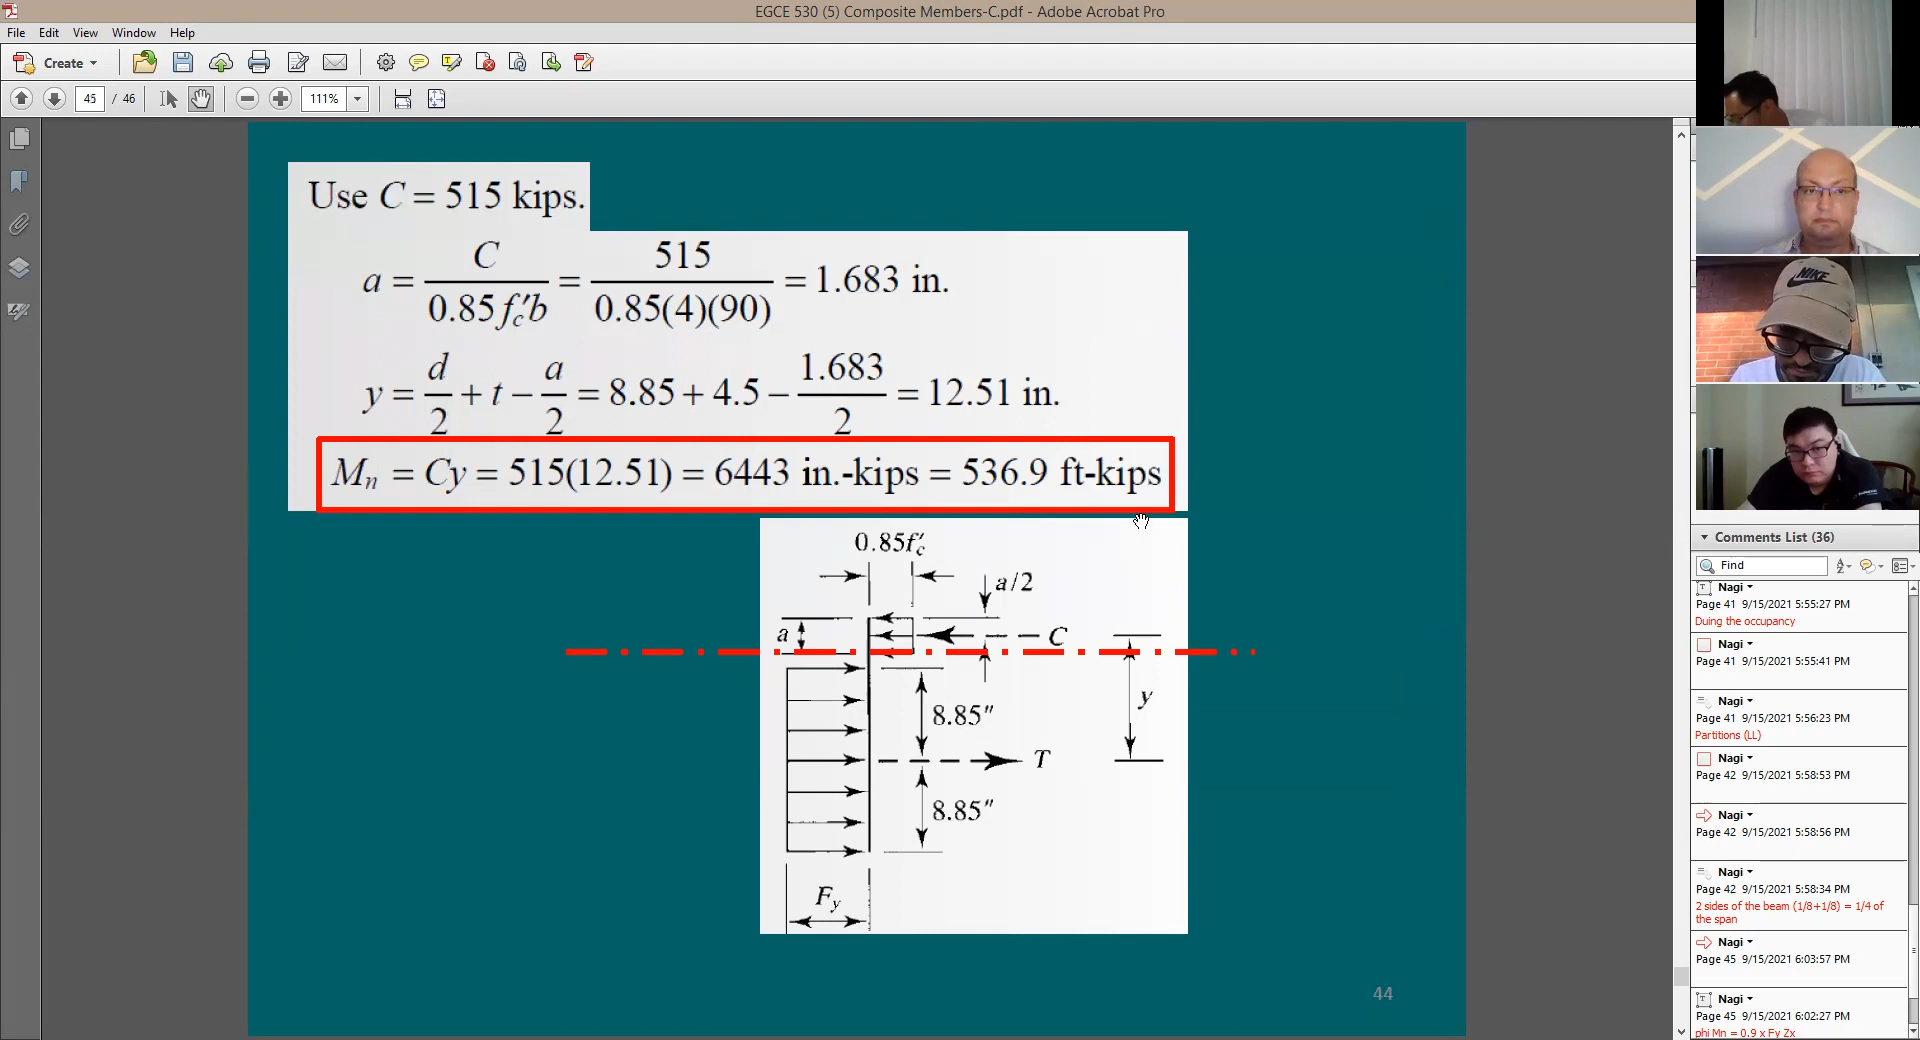 EGCE 530 (5) Composite Members-C.pdf - Adobe Acrobat Pro
File Edit View Window Help
Create
45 / 46 111%
Use C = 515 kips.
a = C / 0.85f′cb = 515 / 0.85(4)(90) = 1.683 in.
y = d/2 + t − a/2 = 8.85 + 4.5 − 1.683/2 = 12.51 in.
Mn = Cy = 515(12.51) = 6443 in.-kips = 536.9 ft-kips
0.85f′c
a/2
a
C
8.85″
y
T
8.85″
Fy
44
NIKE
Comments List (36)
Find
Nagi
Page 41 9/15/2021 5:55:27 PM
Duing the occupancy
Nagi
Page 41 9/15/2021 5:55:41 PM
Nagi
Page 41 9/15/2021 5:56:23 PM
Partitions (LL)
Nagi
Page 42 9/15/2021 5:58:53 PM
Nagi
Page 42 9/15/2021 5:58:56 PM
Nagi
Page 42 9/15/2021 5:58:34 PM
2 sides of the beam (1/8+1/8) = 1/4 of
the span
Nagi
Page 45 9/15/2021 6:03:57 PM
Nagi
Page 45 9/15/2021 6:02:27 PM
phi Mn = 0.9 x Fy Zx